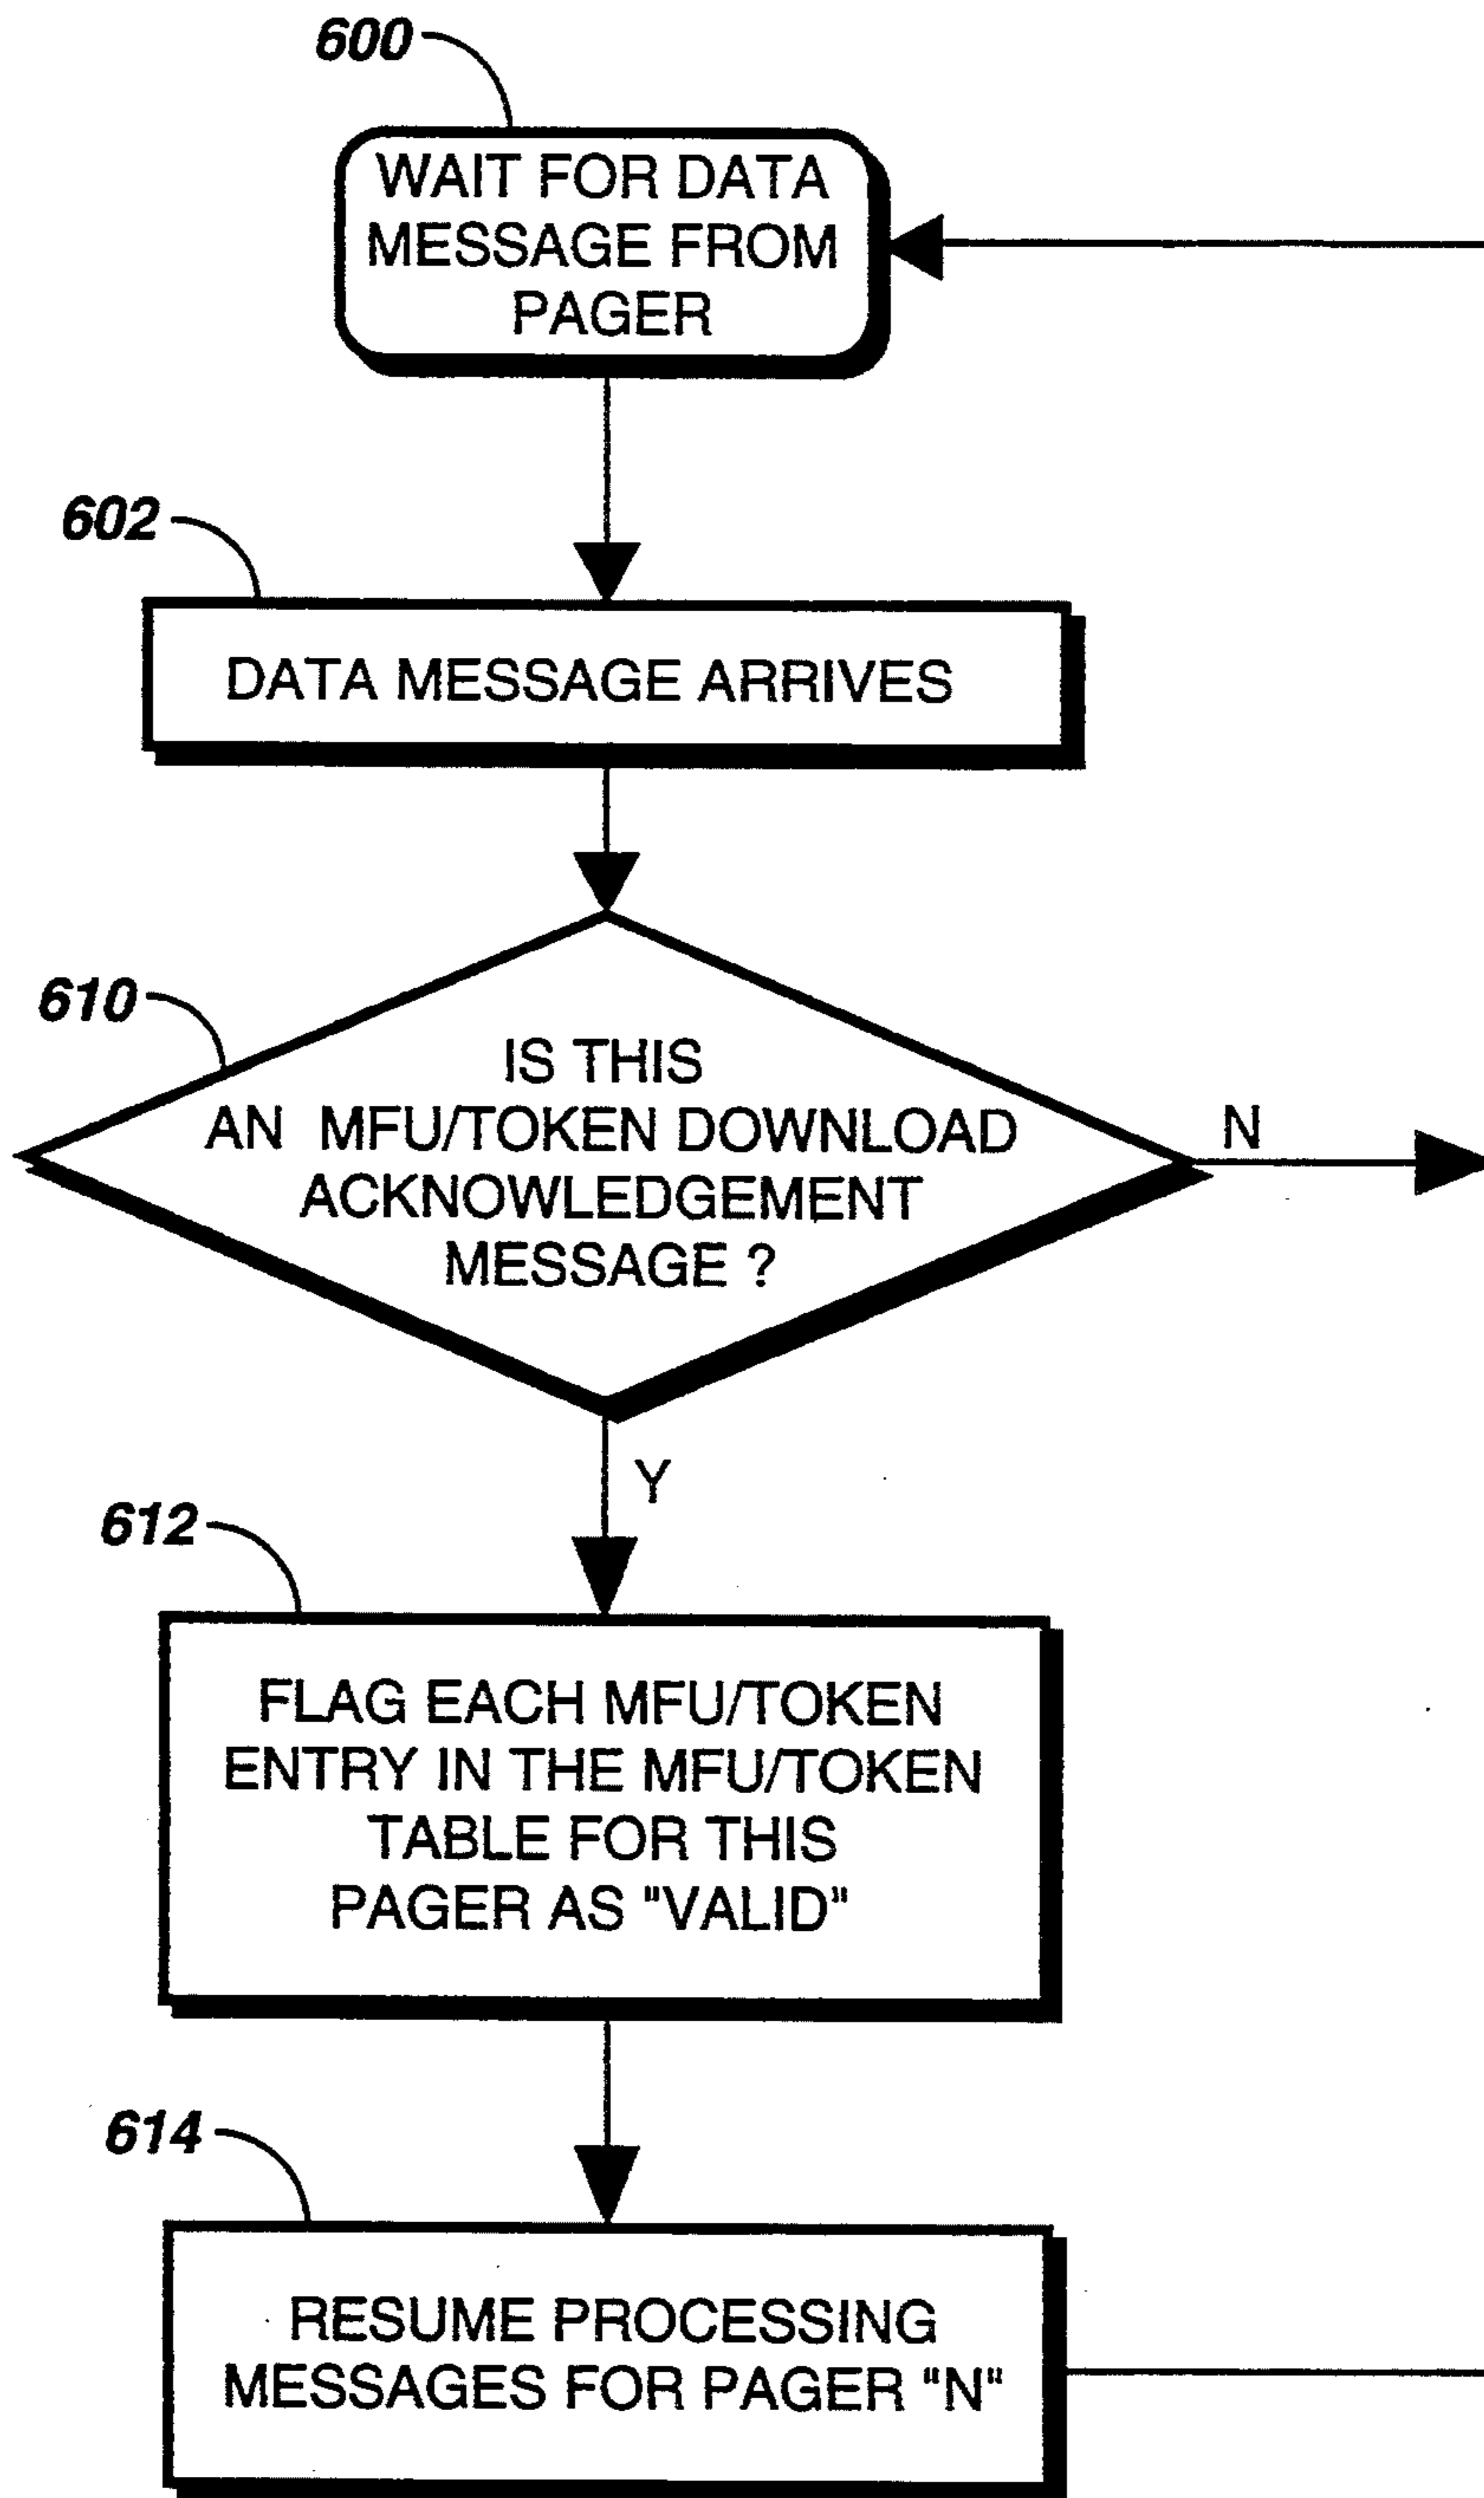 600
WAIT FOR DATA
MESSAGE FROM
PAGER
602
DATA MESSAGE ARRIVES
610
IS THIS
AN MFU/TOKEN DOWNLOAD
ACKNOWLEDGEMENT
MESSAGE ?
N
Y
612
FLAG EACH MFU/TOKEN
ENTRY IN THE MFU/TOKEN
TABLE FOR THIS
PAGER AS "VALID"
614
RESUME PROCESSING
MESSAGES FOR PAGER "N"